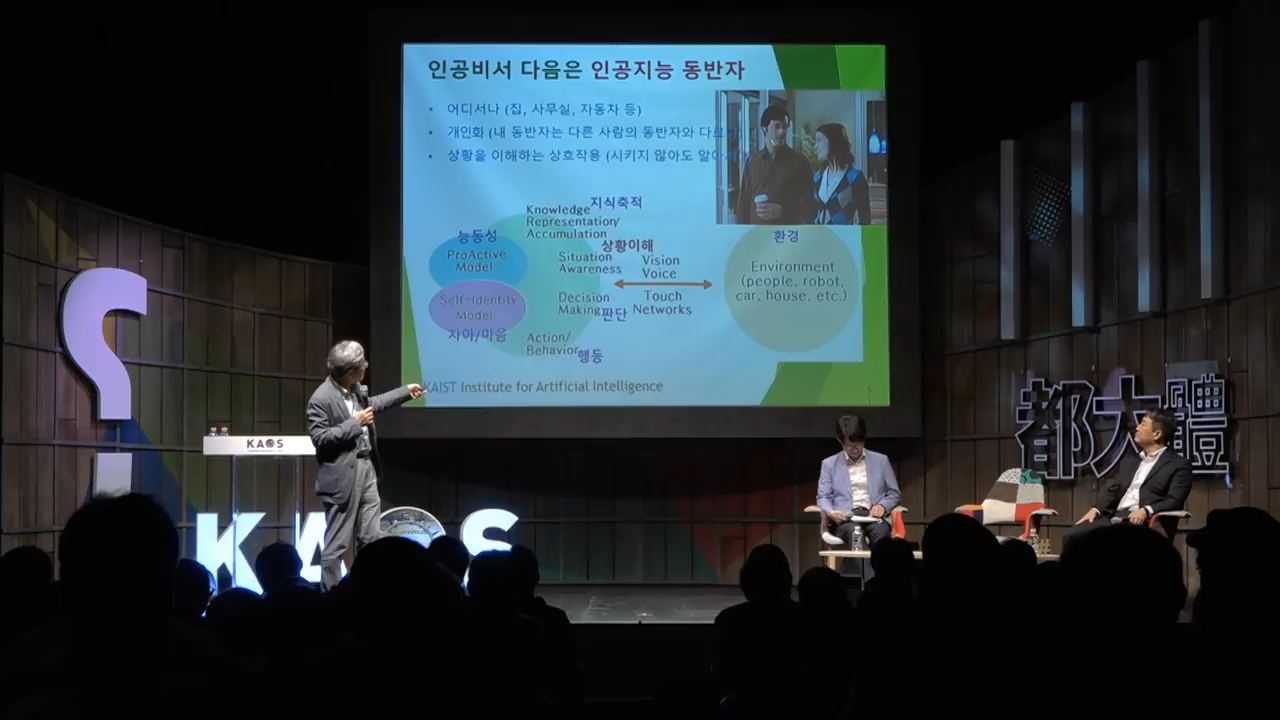 인공비서 다음은 인공지능 동반자
• 어디서나 (집, 사무실, 자동차 등)
• 개인화 (내 동반자는 다른 사람의 동반자와
• 상황을 이해하는 상호작용 (시키지 않아도
지식축적
Knowledge
Representation/
Accumulation
능동성
ProActive
Model
상황이해
Situation
Awareness
Vision
Voice
환경
Environment
(people, robot,
car, house, etc.)
Self-Identity
Model
자아/마음
Decision
Making
판단
Touch
Networks
Action/
Behavior
행동
KAIST Institute for Artificial Intelligence
6
KAOS
都大體
KAOS